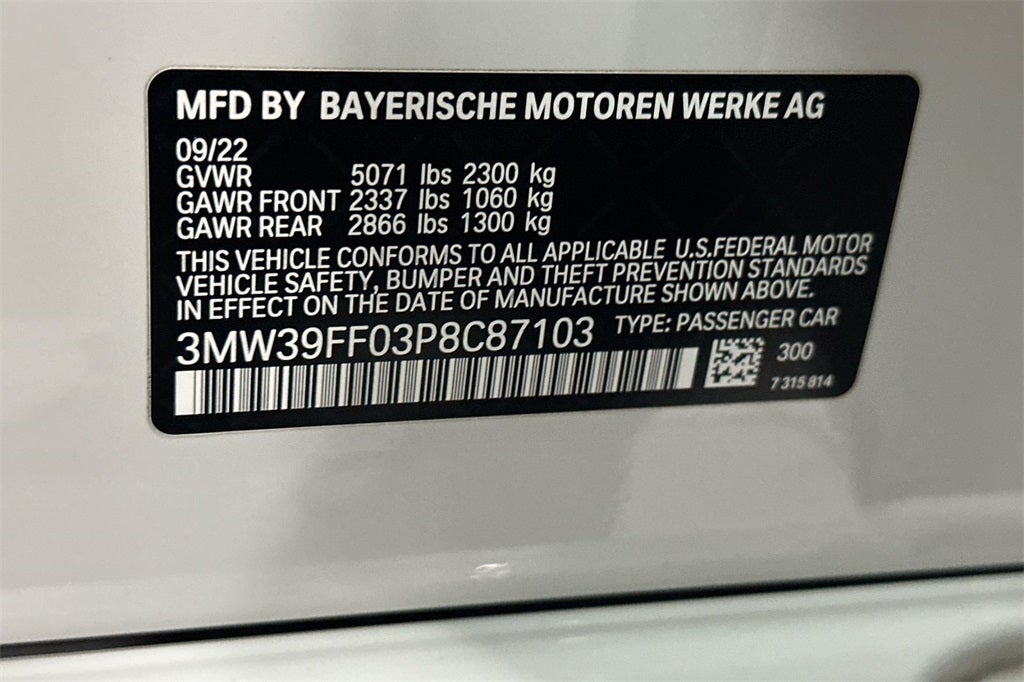 MFD BY BAYERISCHE MOTOREN WERKE AG
09/22
GVWR 5071 lbs 2300 kg
GAWR FRONT 2337 lbs 1060 kg
GAWR REAR 2866 lbs 1300 kg
THIS VEHICLE CONFORMS TO ALL APPLICABLE U.S.FEDERAL MOTOR
VEHICLE SAFETY, BUMPER AND THEFT PREVENTION STANDARDS
IN EFFECT ON THE DATE OF MANUFACTURE SHOWN ABOVE.
3MW39FF03P8C87103 TYPE: PASSENGER CAR
300
7 315 814